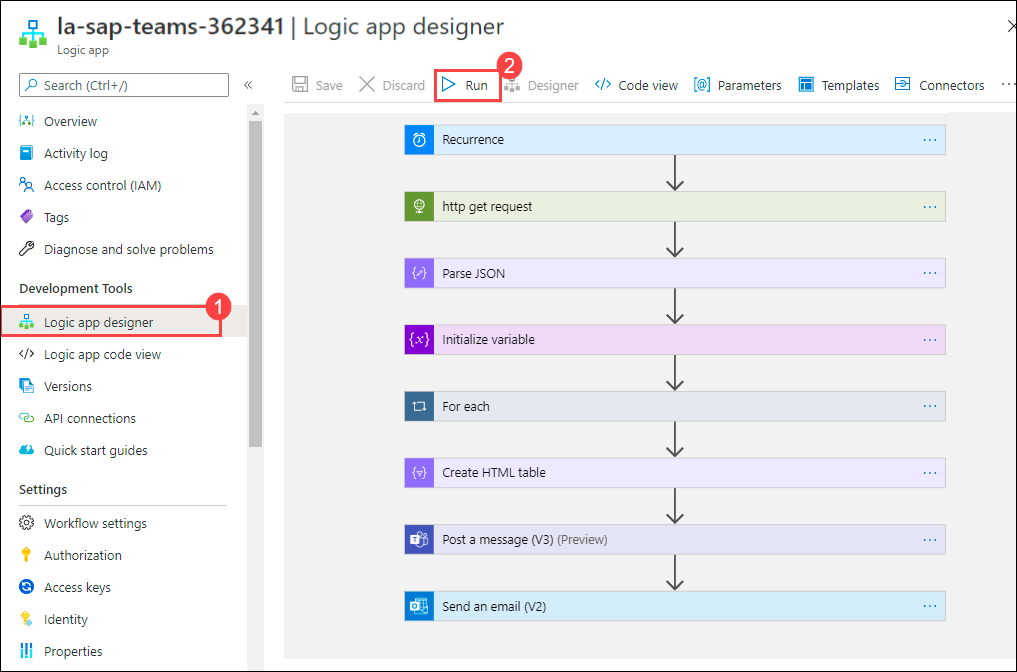 la-sap-teams-362341 | Logic app designer
Logic app
Search (Ctrl+/)
«
Save
Discard
Run
2
Designer
Code view
Parameters
Templates
Connectors
...
Overview
Activity log
Access control (IAM)
Tags
Diagnose and solve problems
Development Tools
1
Logic app designer
Logic app code view
Versions
API connections
Quick start guides
Settings
Workflow settings
Authorization
Access keys
Identity
Properties
Recurrence
http get request
Parse JSON
Initialize variable
For each
Create HTML table
Post a message (V3) (Preview)
Send an email (V2)